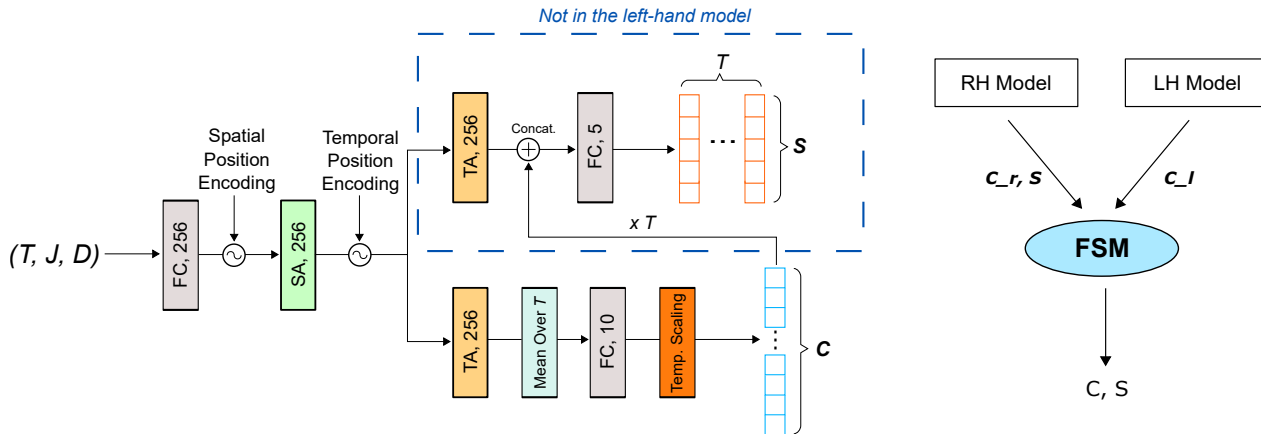 Not in the left-hand model
T
TA, 256
Concat.
FC, 5
S
Spatial
Position
Encoding
Temporal
Position
Encoding
x T
(T, J, D)
FC, 256
SA, 256
TA, 256
Mean Over T
FC, 10
Temp. Scaling
C
RH Model
LH Model
C_r, S
C_l
FSM
C, S